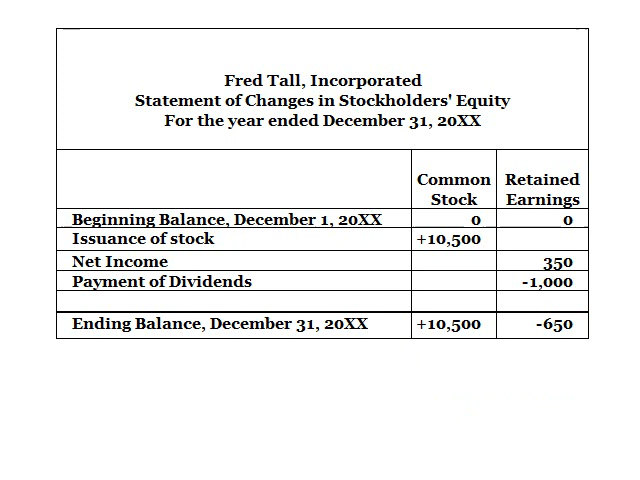 Fred Tall, Incorporated
Statement of Changes in Stockholders' Equity
For the year ended December 31, 20XX
Common Retained
Stock Earnings
Beginning Balance, December 1, 20XX 0 0
Issuance of stock +10,500
Net Income 350
Payment of Dividends -1,000
Ending Balance, December 31, 20XX +10,500 -650